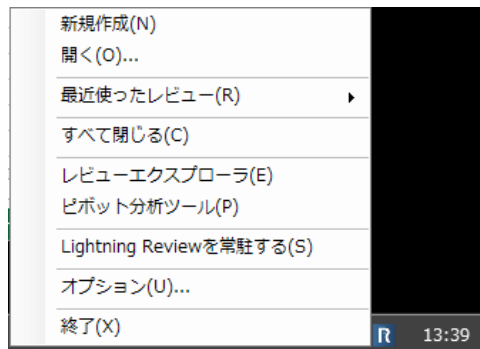 新規作成(N)
開く(O)...
最近使ったレビュー(R)
すべて閉じる(C)
レビューエクスプローラ(E)
ピボット分析ツール(P)
Lightning Reviewを常駐する(S)
オプション(U)...
終了(X)
R 13:39